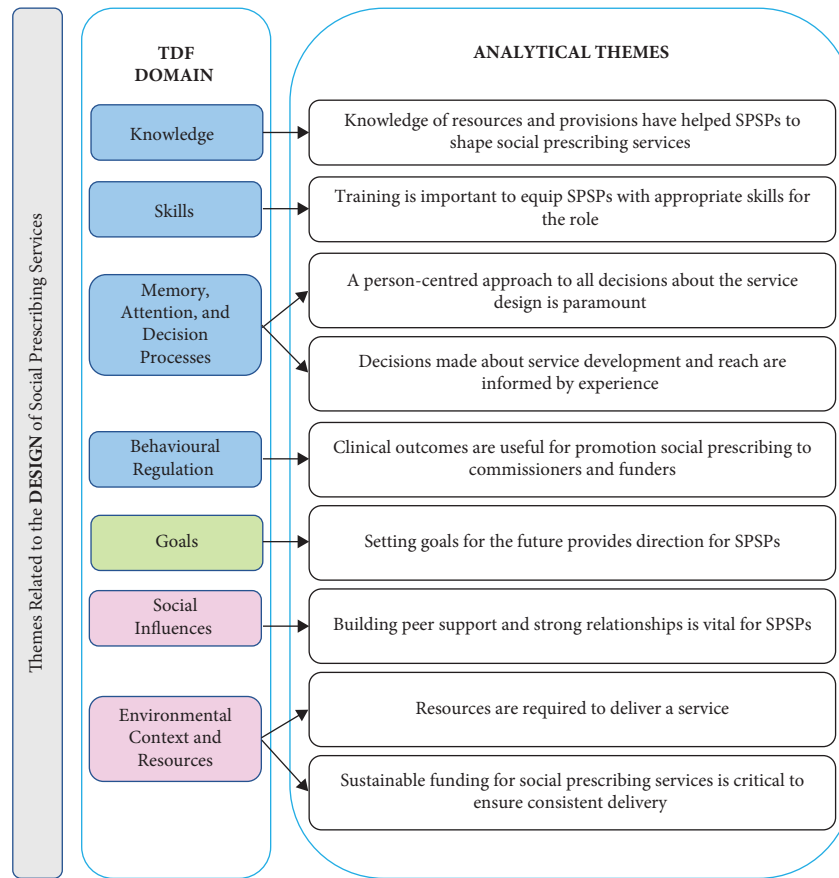 Themes Related to the DESIGN of Social Prescribing Services
TDF
DOMAIN
ANALYTICAL THEMES
Knowledge
Knowledge of resources and provisions have helped SPSPs to
shape social prescribing services
Skills
Training is important to equip SPSPs with appropriate skills for
the role
Memory,
Attention, and
Decision
Processes
A person-centred approach to all decisions about the service
design is paramount
Decisions made about service development and reach are
informed by experience
Behavioural
Regulation
Clinical outcomes are useful for promotion social prescribing to
commissioners and funders
Goals
Setting goals for the future provides direction for SPSPs
Social
Influences
Building peer support and strong relationships is vital for SPSPs
Environmental
Context and
Resources
Resources are required to deliver a service
Sustainable funding for social prescribing services is critical to
ensure consistent delivery